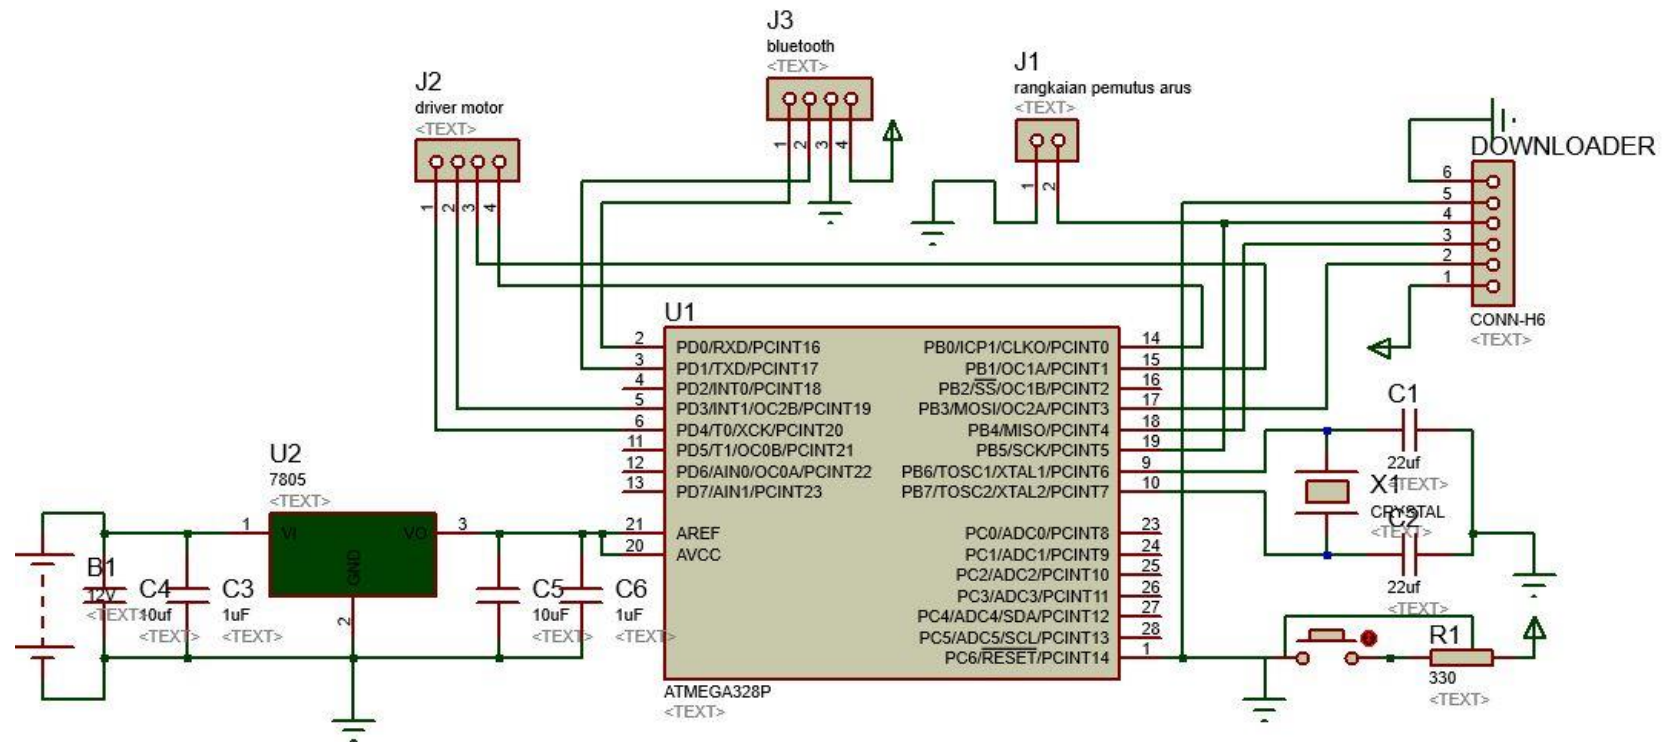 J3
bluetooth
<TEXT>
1
2
3
4
J2
driver motor
<TEXT>
1
2
3
4
J1
rangkaian pemutus arus
<TEXT>
1
2
DOWNLOADER
6
5
4
3
2
1
CONN-H6
<TEXT>
U1
2
PD0/RXD/PCINT16
3
PD1/TXD/PCINT17
4
PD2/INT0/PCINT18
5
PD3/INT1/OC2B/PCINT19
6
PD4/T0/XCK/PCINT20
11
PD5/T1/OC0B/PCINT21
12
PD6/AIN0/OC0A/PCINT22
13
PD7/AIN1/PCINT23
21
AREF
20
AVCC
PB0/ICP1/CLKO/PCINT0
14
PB1/OC1A/PCINT1
15
PB2/SS/OC1B/PCINT2
16
PB3/MOSI/OC2A/PCINT3
17
PB4/MISO/PCINT4
18
PB5/SCK/PCINT5
19
PB6/TOSC1/XTAL1/PCINT6
9
PB7/TOSC2/XTAL2/PCINT7
10
PC0/ADC0/PCINT8
23
PC1/ADC1/PCINT9
24
PC2/ADC2/PCINT10
25
PC3/ADC3/PCINT11
26
PC4/ADC4/SDA/PCINT12
27
PC5/ADC5/SCL/PCINT13
28
PC6/RESET/PCINT14
1
ATMEGA328P
<TEXT>
U2
7805
<TEXT>
1
VI
VO
3
GND
2
B1
12V
<TEXT>
C4
10uf
<TEXT>
C3
1uF
<TEXT>
C5
10uF
<TEXT>
C6
1uF
<TEXT>
C1
22uf
<TEXT>
X1
CRYSTAL
<TEXT>
C2
22uf
<TEXT>
R1
330
<TEXT>